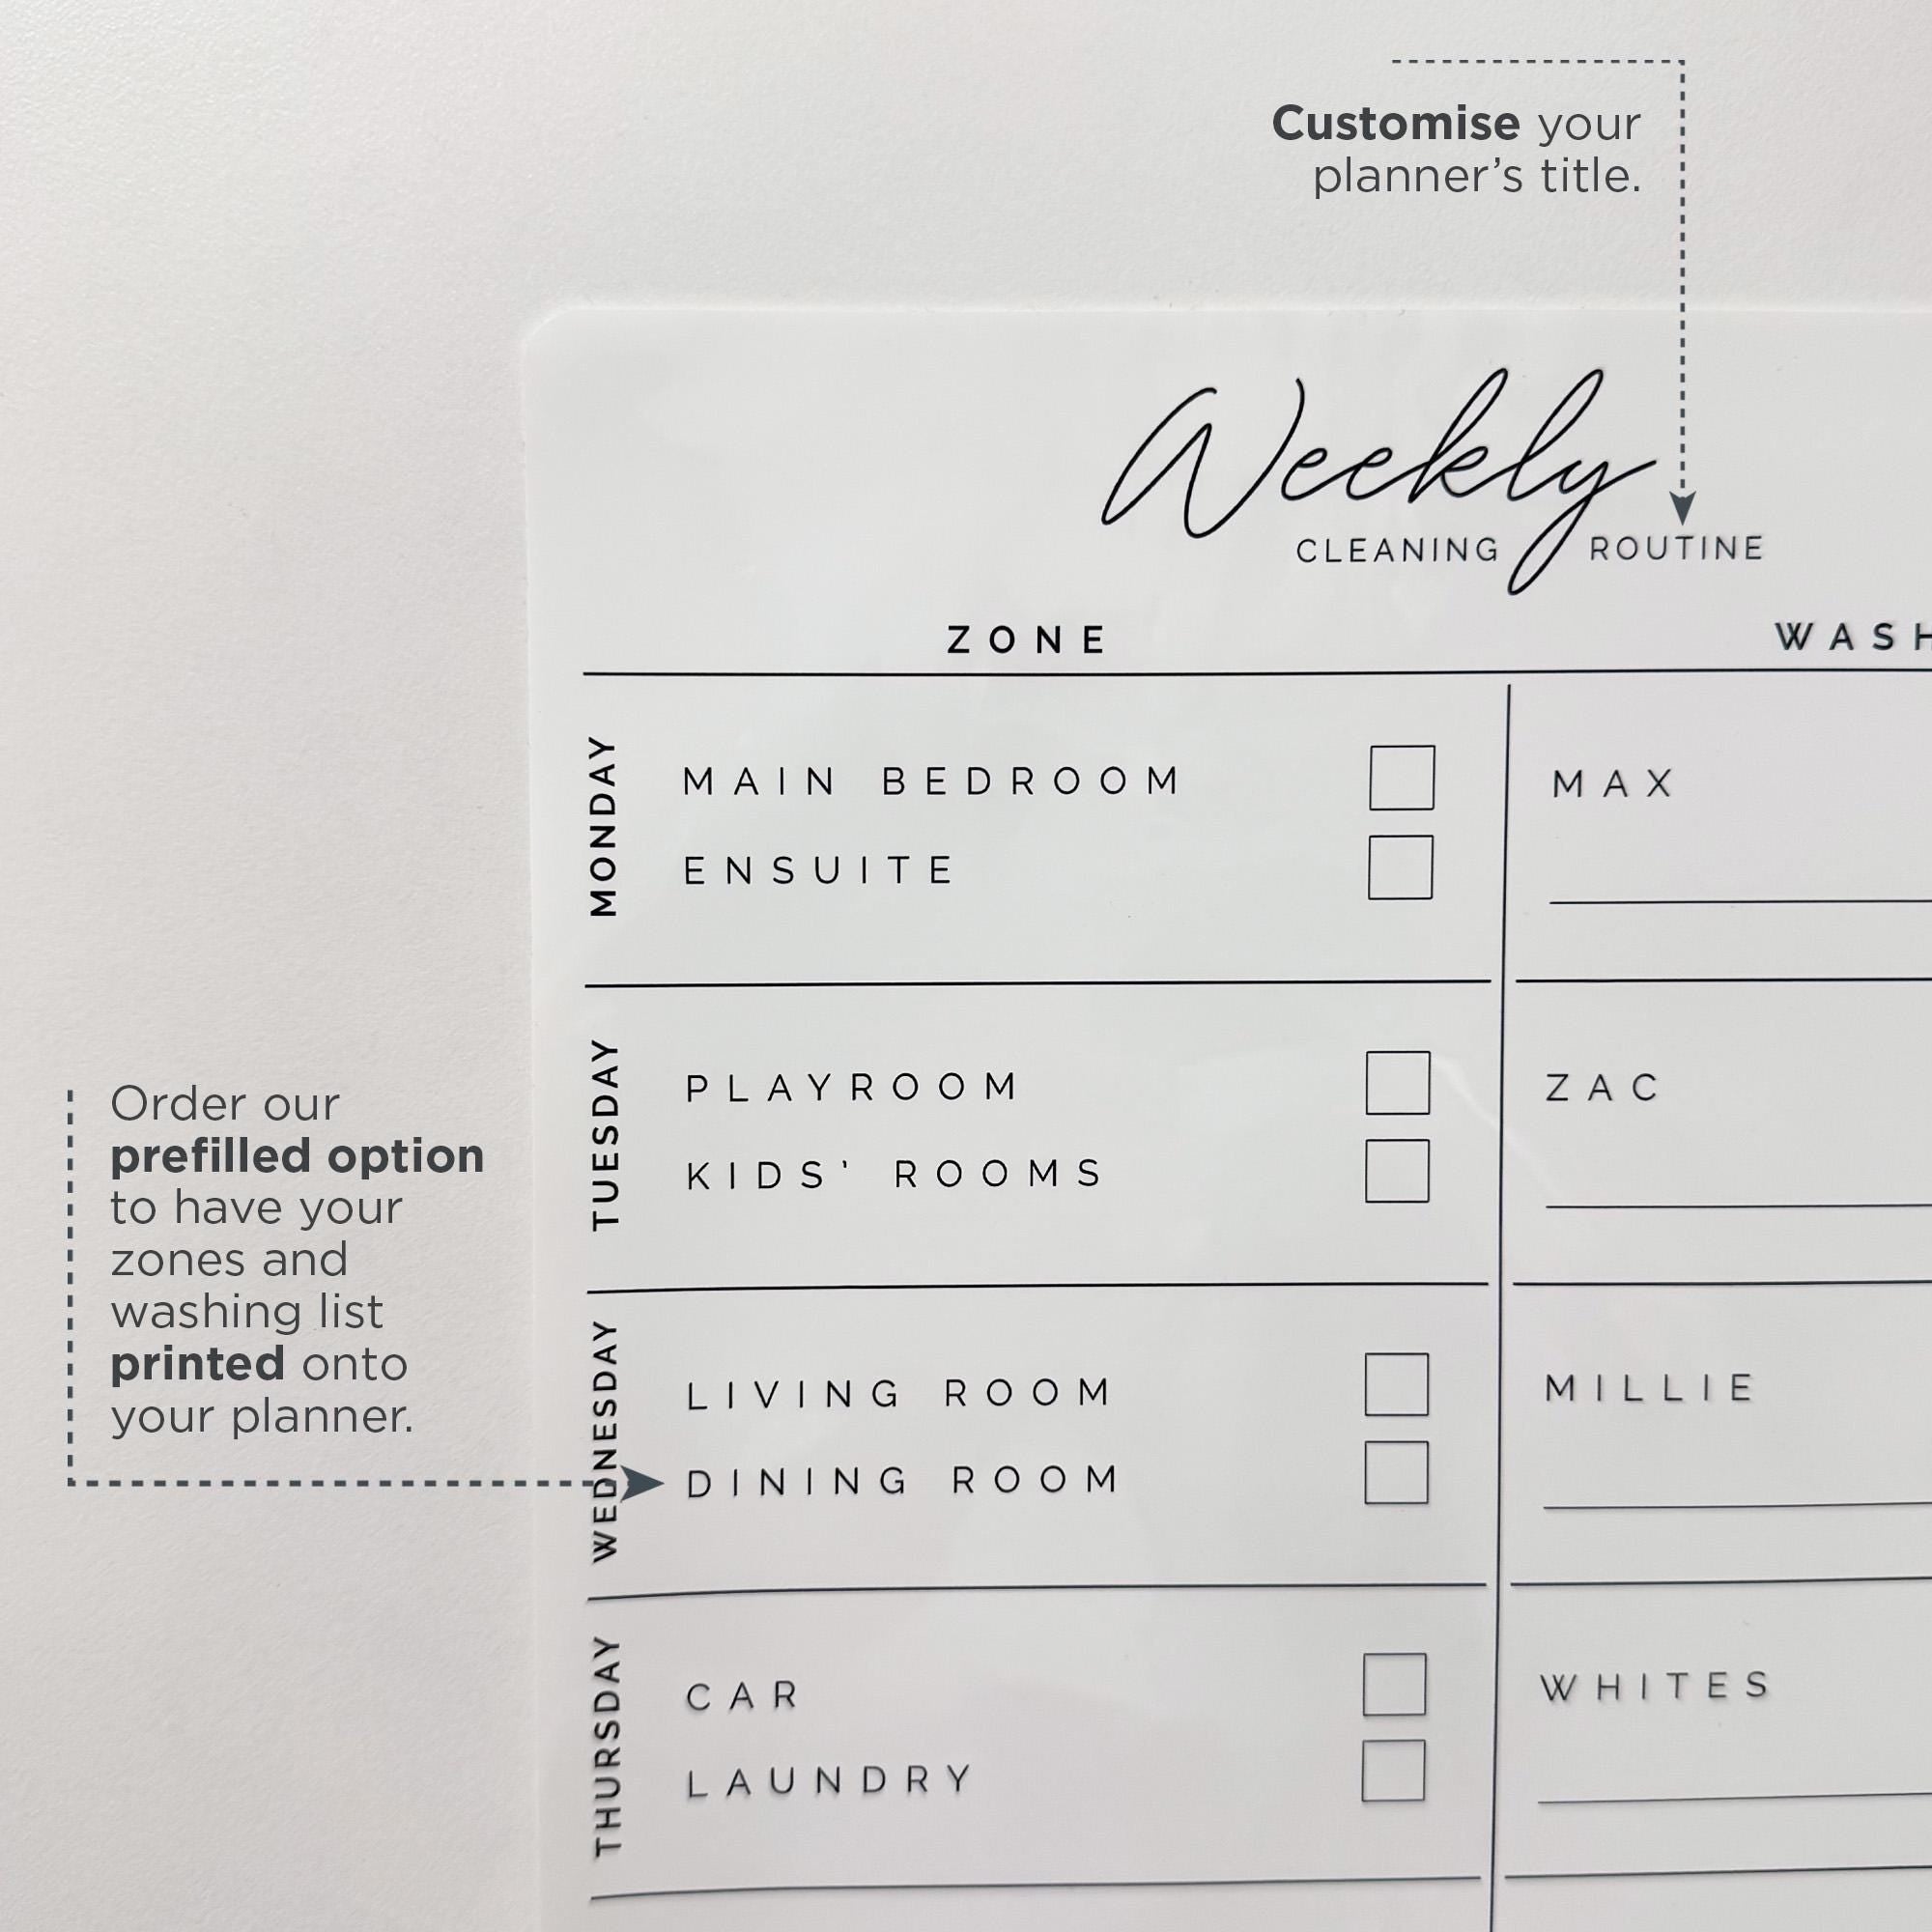 Customise your
planner's title.
Weekly
CLEANING ROUTINE
ZONE
MONDAY
MAIN BEDROOM
ENSUITE
MAX
TUESDAY
PLAYROOM
KIDS' ROOMS
ZAC
Order our
prefilled option
to have your
zones and
washing list
printed onto
your planner.
WEDNESDAY
LIVING ROOM
DINING ROOM
MILLIE
THURSDAY
CAR
LAUNDRY
WHITES